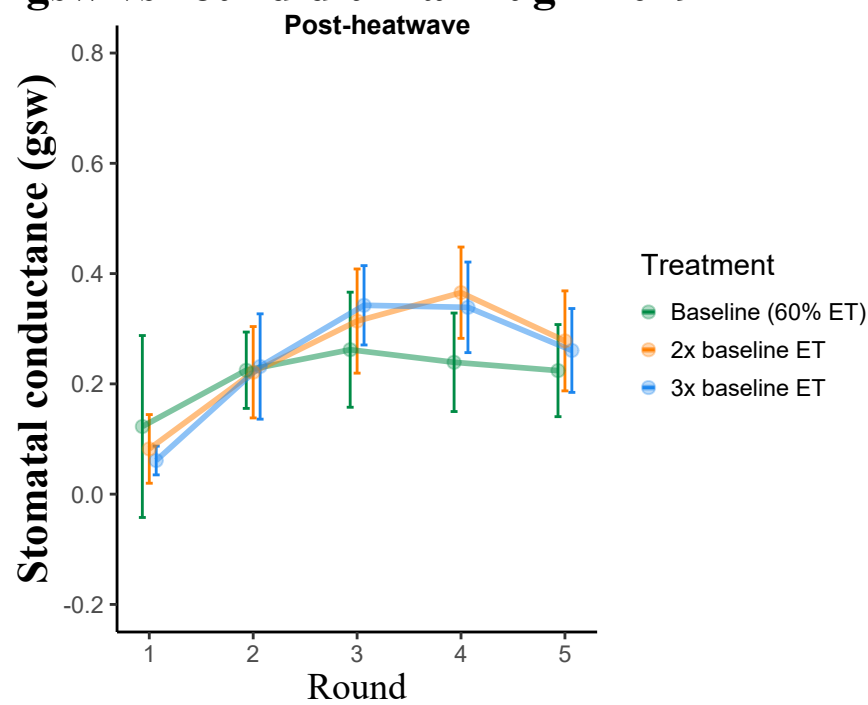 Post-heatwave
Stomatal conductance (gsw)
0.8
0.6
0.4
0.2
0.0
-0.2
1 2 3 4 5
Round
Treatment
Baseline (60% ET)
2x baseline ET
3x baseline ET